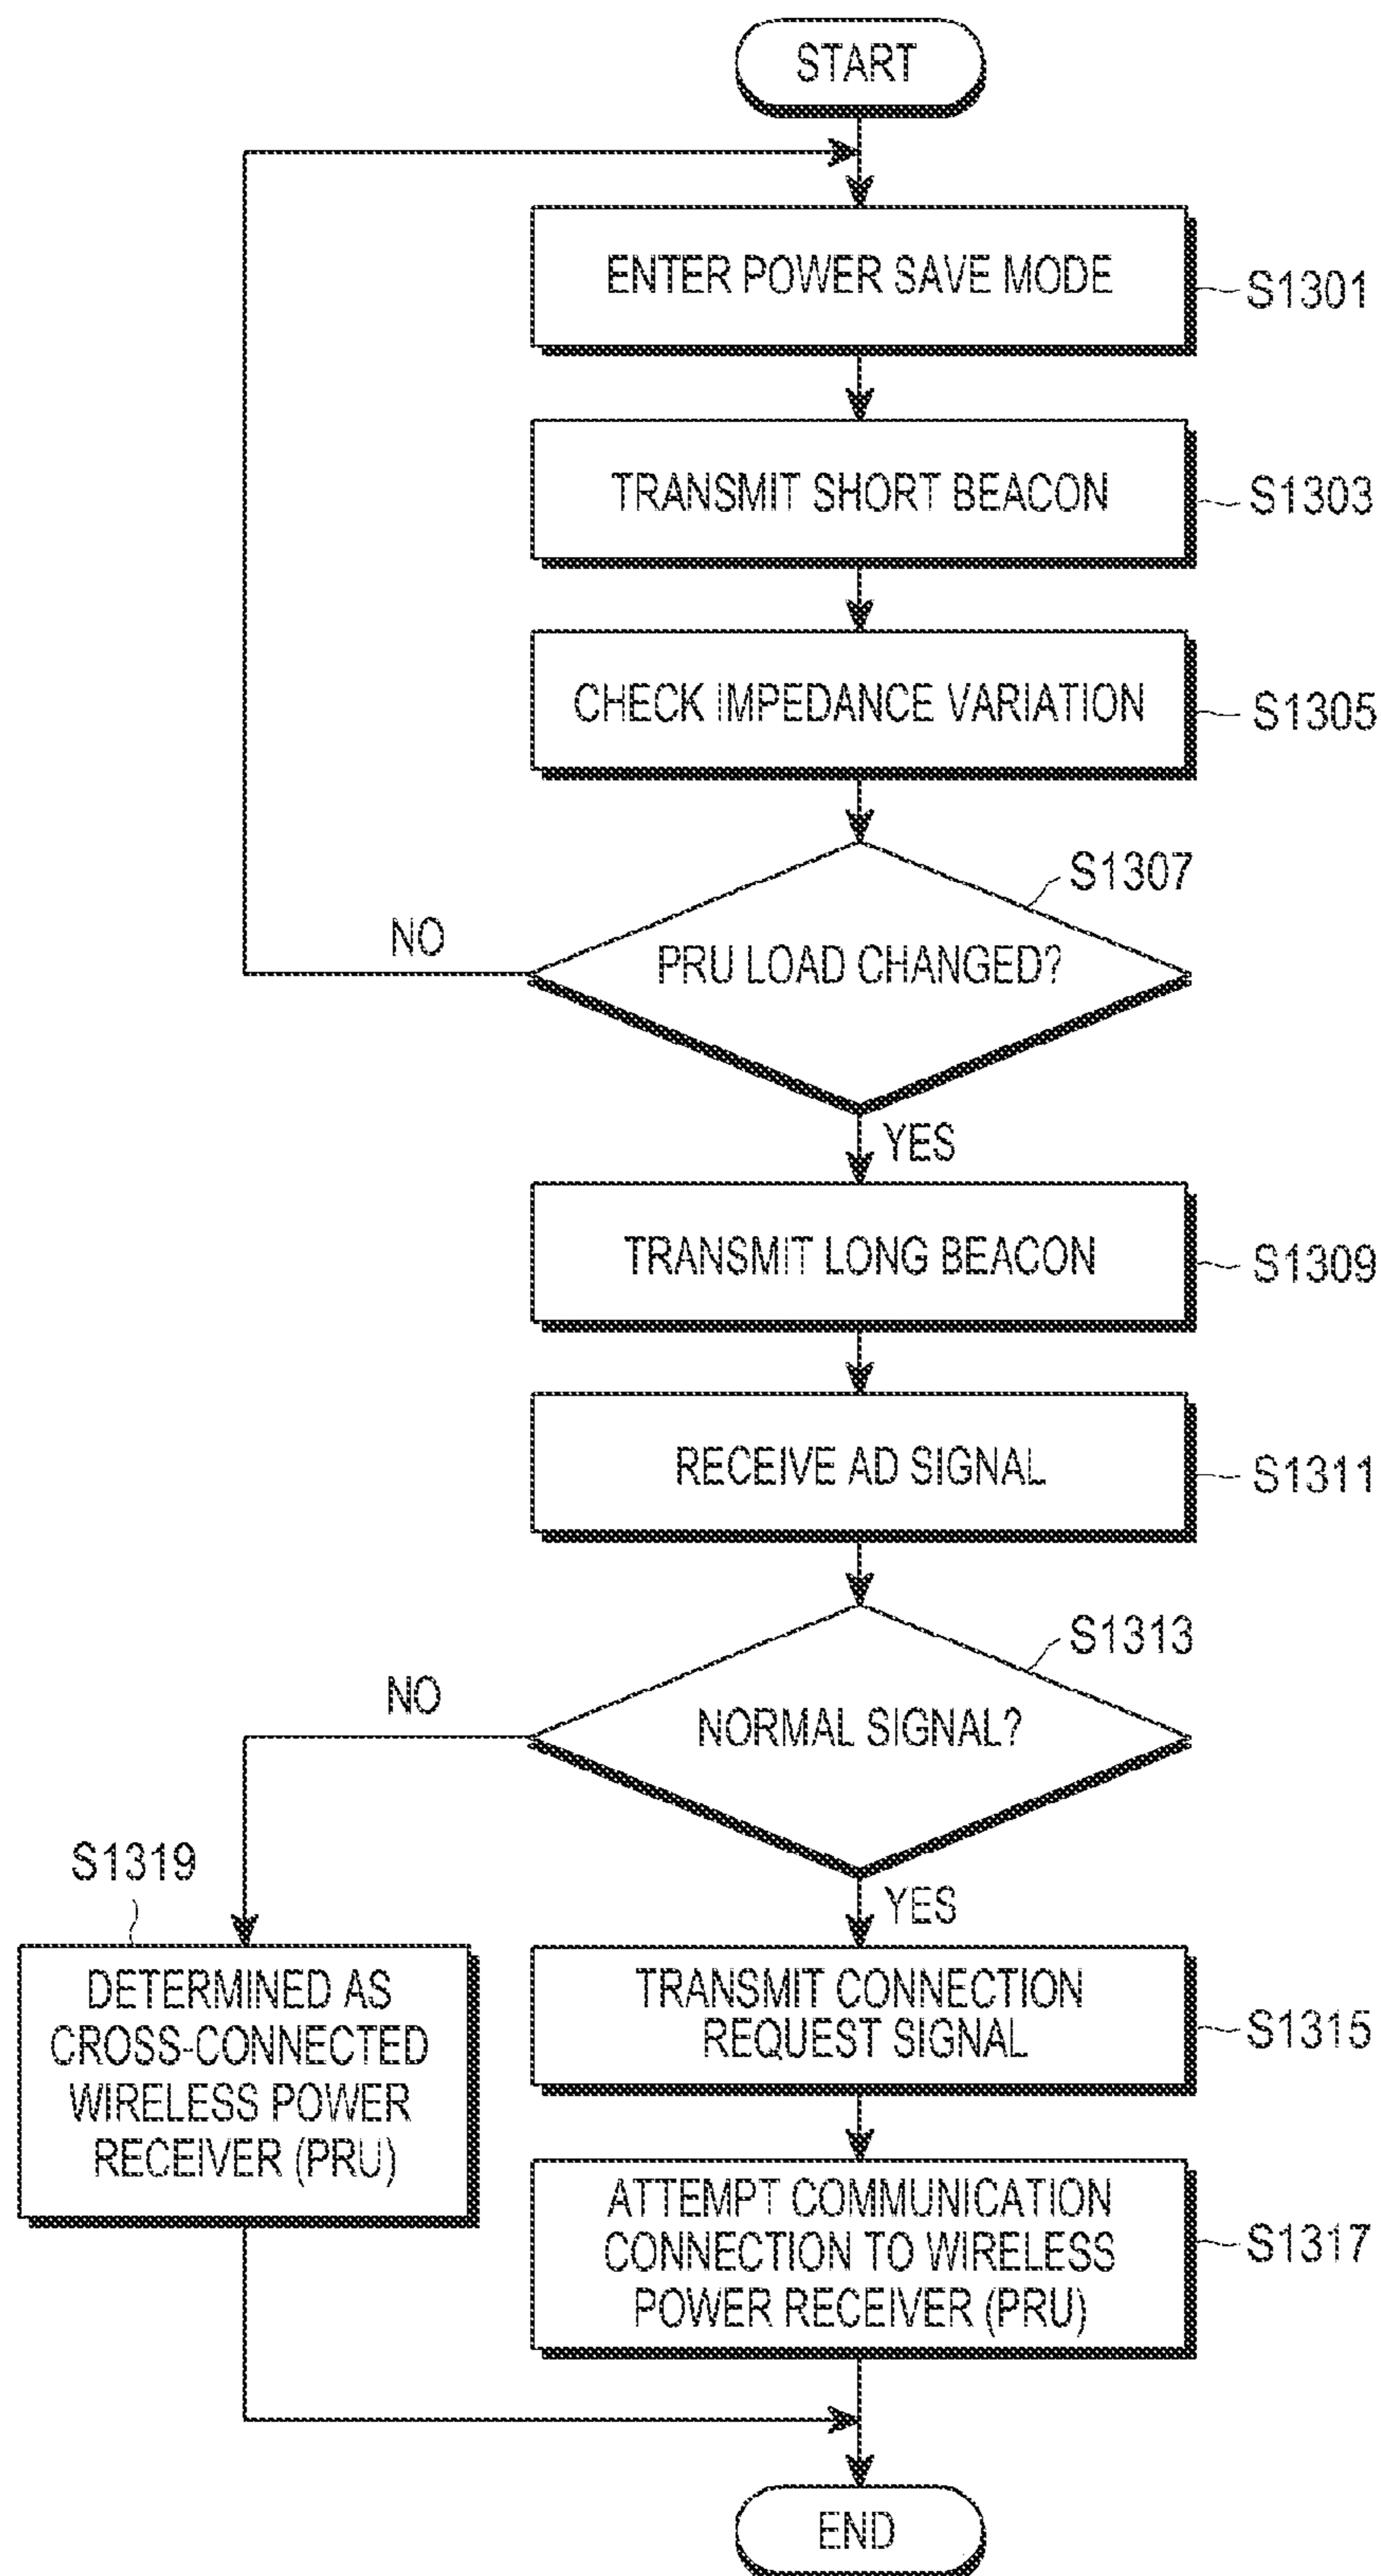 START
ENTER POWER SAVE MODE
S1301
TRANSMIT SHORT BEACON
S1303
CHECK IMPEDANCE VARIATION
S1305
S1307
NO
PRU LOAD CHANGED?
YES
TRANSMIT LONG BEACON
S1309
RECEIVE AD SIGNAL
S1311
S1313
NO
NORMAL SIGNAL?
S1319
YES
DETERMINED AS
CROSS-CONNECTED
WIRELESS POWER
RECEIVER (PRU)
TRANSMIT CONNECTION
REQUEST SIGNAL
S1315
ATTEMPT COMMUNICATION
CONNECTION TO WIRELESS
POWER RECEIVER (PRU)
S1317
END